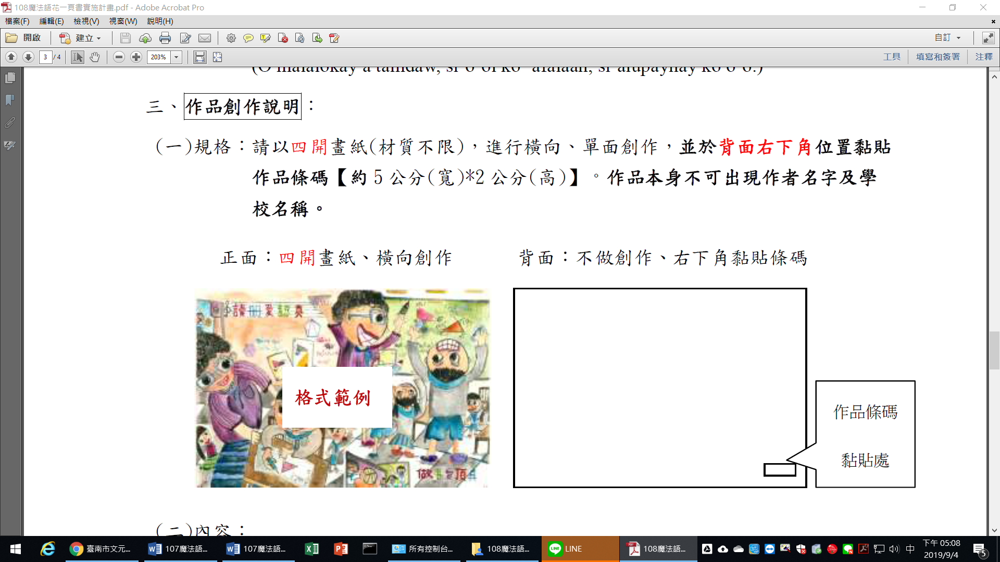 108魔法語花一頁書實施計畫.pdf - Adobe Acrobat Pro
檔案(F) 編輯(E) 檢視(V) 視窗(W) 說明(H)
開啟 建立 自訂
3 / 4 203% 工具 填寫和簽署 注釋
三、作品創作說明：
(一)規格：請以四開畫紙(材質不限)，進行橫向、單面創作，並於背面右下角位置黏貼
作品條碼【約 5 公分(寬)*2 公分(高)】。作品本身不可出現作者名字及學
校名稱。
正面：四開畫紙、橫向創作 背面：不做創作、右下角黏貼條碼
格式範例
作品條碼
黏貼處
(二)內容：
臺南市文元... 107魔法語... 107魔法語... 所有控制台... 108魔法語... LINE 108魔法語... 中 下午 05:08
2019/9/4 5